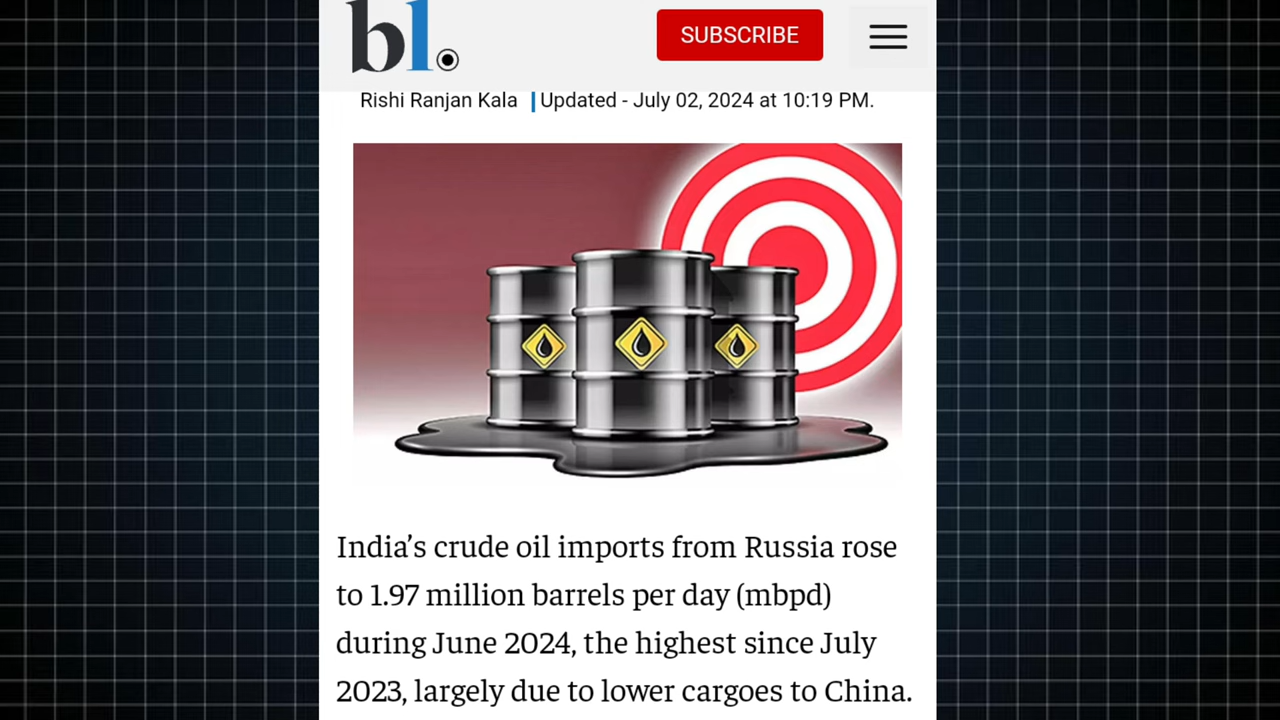 bl.
SUBSCRIBE
Rishi Ranjan Kala | Updated - July 02, 2024 at 10:19 PM.
India’s crude oil imports from Russia rose
to 1.97 million barrels per day (mbpd)
during June 2024, the highest since July
2023, largely due to lower cargoes to China.